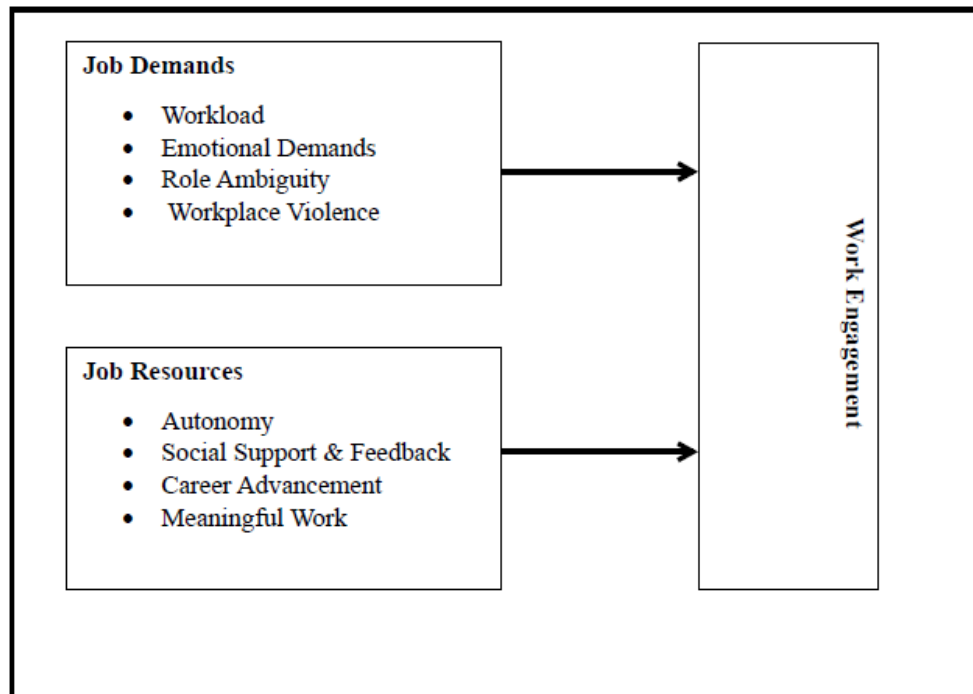 Job Demands
• Workload
• Emotional Demands
• Role Ambiguity
• Workplace Violence
Job Resources
• Autonomy
• Social Support & Feedback
• Career Advancement
• Meaningful Work
Work Engagement